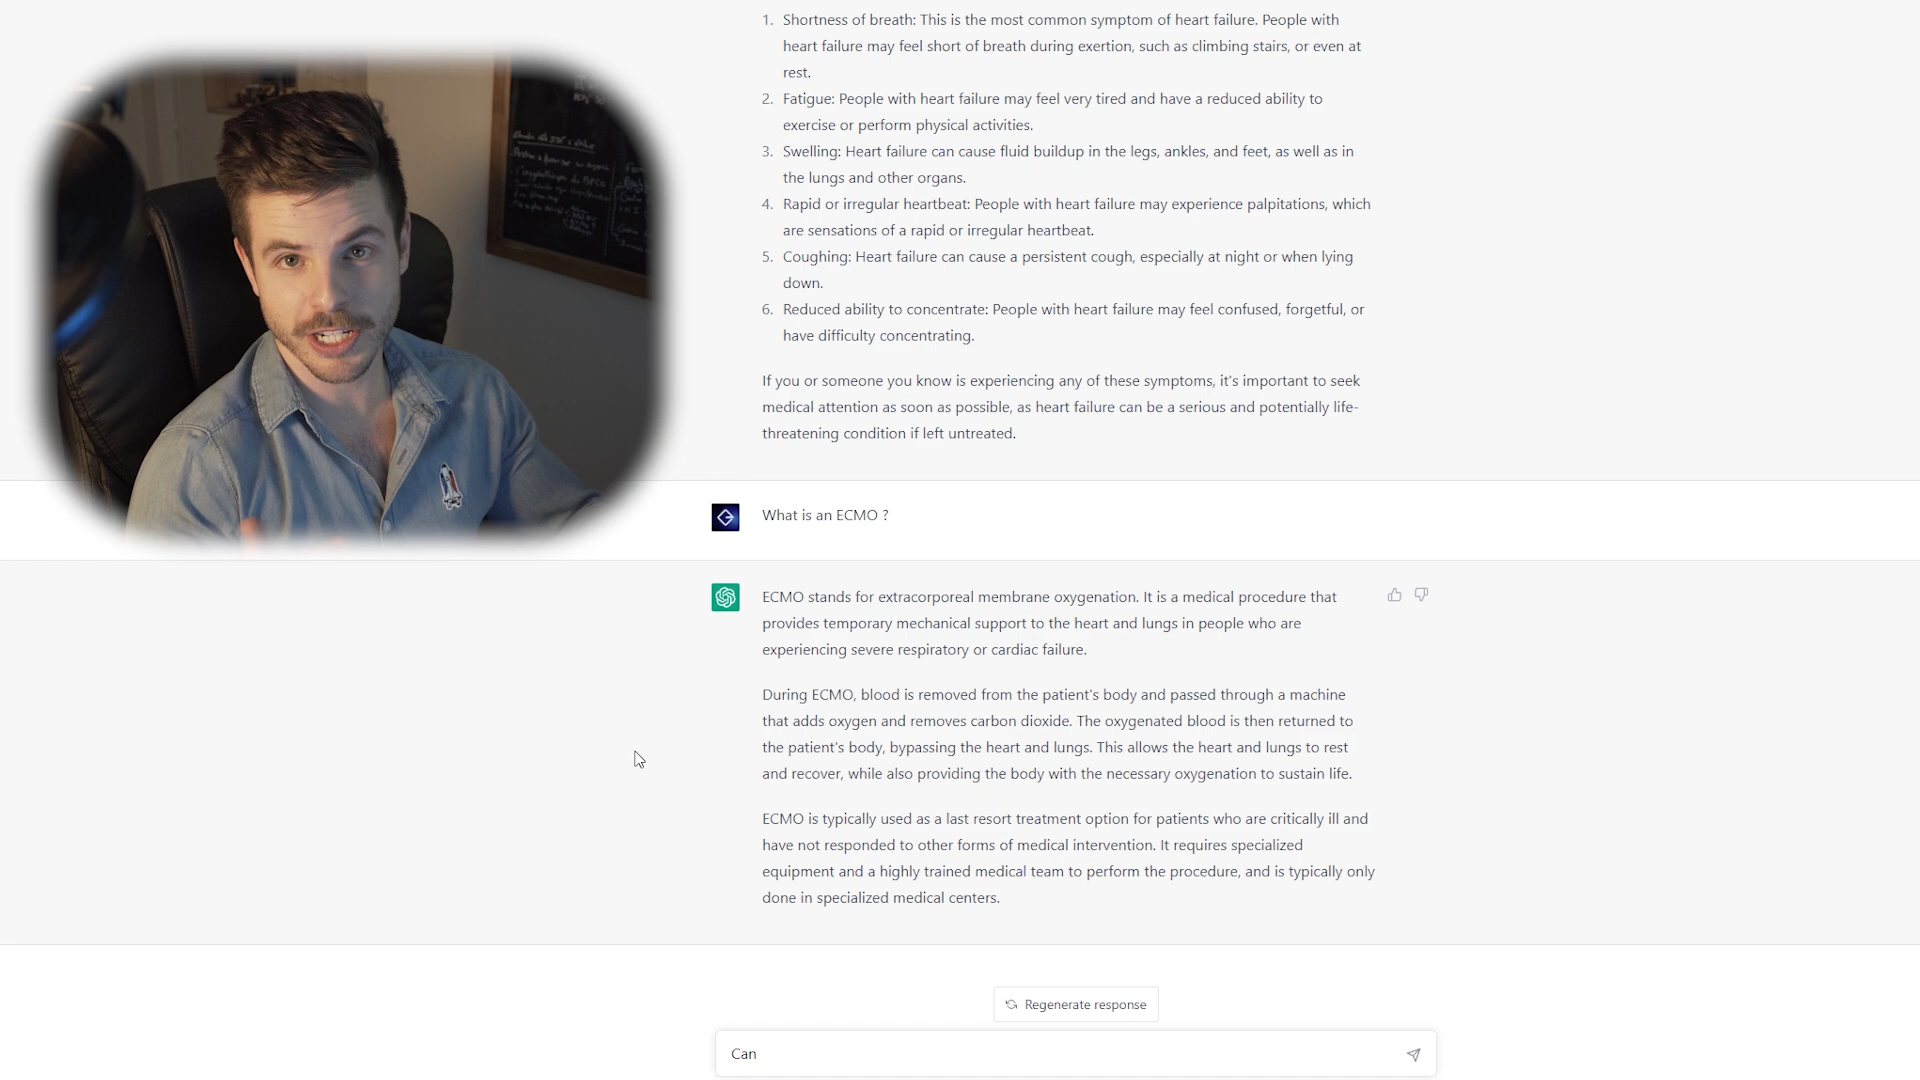 1. Shortness of breath: This is the most common symptom of heart failure. People with
heart failure may feel short of breath during exertion, such as climbing stairs, or even at
rest.
2. Fatigue: People with heart failure may feel very tired and have a reduced ability to
exercise or perform physical activities.
3. Swelling: Heart failure can cause fluid buildup in the legs, ankles, and feet, as well as in
the lungs and other organs.
4. Rapid or irregular heartbeat: People with heart failure may experience palpitations, which
are sensations of a rapid or irregular heartbeat.
5. Coughing: Heart failure can cause a persistent cough, especially at night or when lying
down.
6. Reduced ability to concentrate: People with heart failure may feel confused, forgetful, or
have difficulty concentrating.
If you or someone you know is experiencing any of these symptoms, it's important to seek
medical attention as soon as possible, as heart failure can be a serious and potentially life-
threatening condition if left untreated.
What is an ECMO ?
ECMO stands for extracorporeal membrane oxygenation. It is a medical procedure that
provides temporary mechanical support to the heart and lungs in people who are
experiencing severe respiratory or cardiac failure.
During ECMO, blood is removed from the patient's body and passed through a machine
that adds oxygen and removes carbon dioxide. The oxygenated blood is then returned to
the patient's body, bypassing the heart and lungs. This allows the heart and lungs to rest
and recover, while also providing the body with the necessary oxygenation to sustain life.
ECMO is typically used as a last resort treatment option for patients who are critically ill and
have not responded to other forms of medical intervention. It requires specialized
equipment and a highly trained medical team to perform the procedure, and is typically only
done in specialized medical centers.
Regenerate response
Can